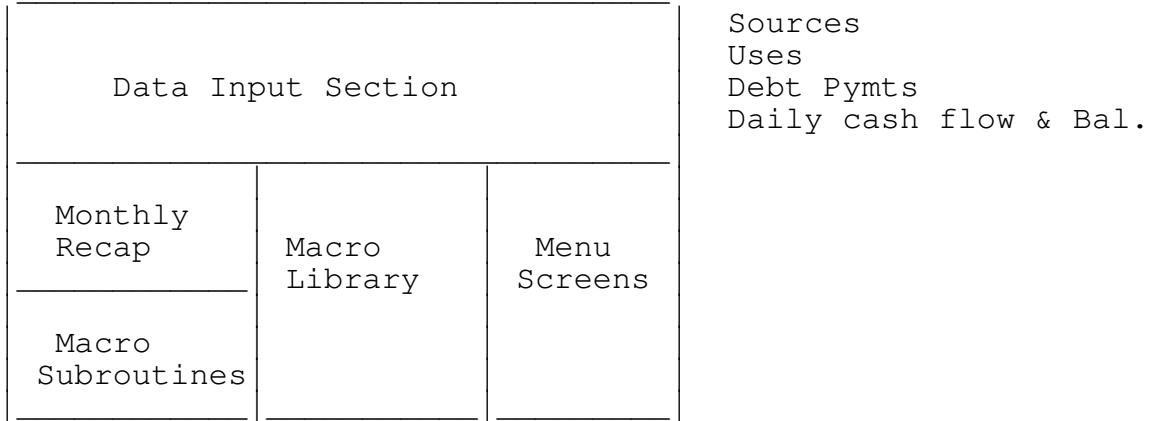 Sources
Uses
Data Input Section
Debt Pymts
Daily cash flow & Bal.
Monthly
Recap
Macro
Library
Menu
Screens
Macro
Subroutines